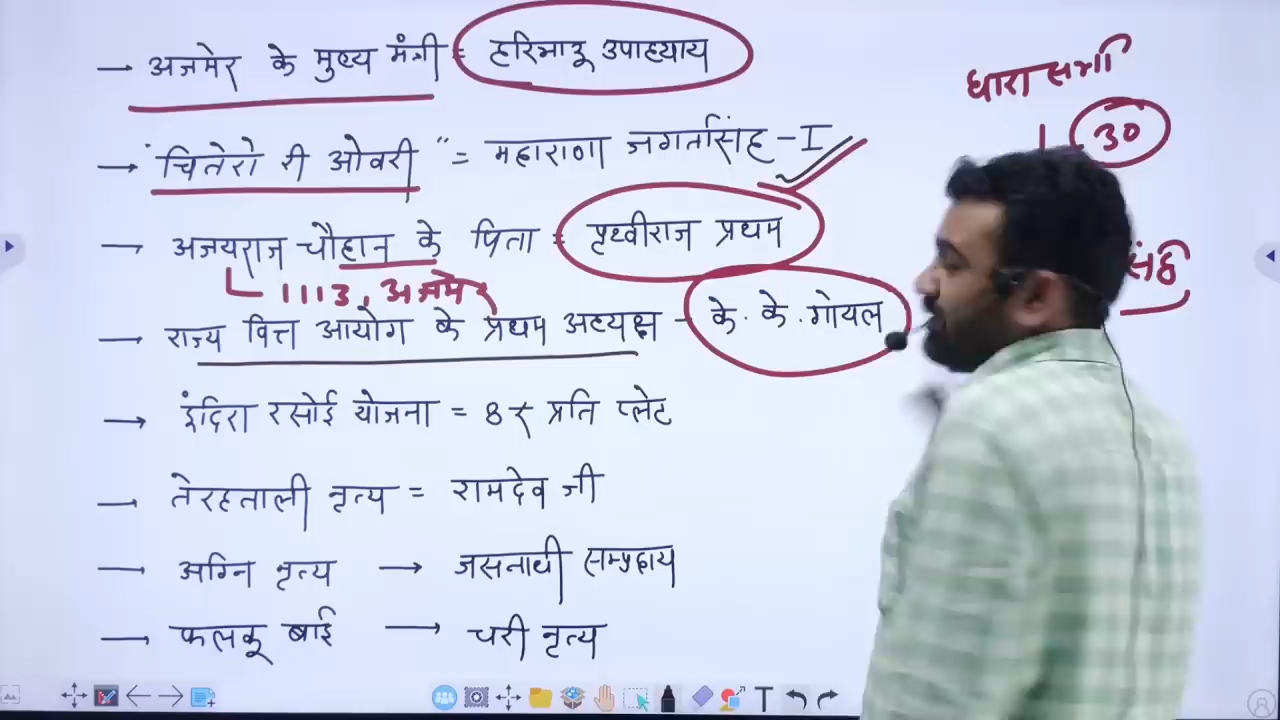 → अजमेर के मुख्य मंत्री = हरिभाऊ उपाध्याय
→ "चितेरो री ओवरी" = महाराणा जगतसिंह - I
→ अजयराज चौहान के पिता = पृथ्वीराज प्रथम
1113, अजमेर
→ राज्य वित्त आयोग के प्रथम अध्यक्ष - के. के. गोयल
→ इंदिरा रसोई योजना = 8₹ प्रति प्लेट
→ तेरहताली नृत्य = रामदेव जी
→ अग्नि नृत्य → जसनाथी सम्प्रदाय
→ फलकू बाई → चरी नृत्य
धारा सभा
30